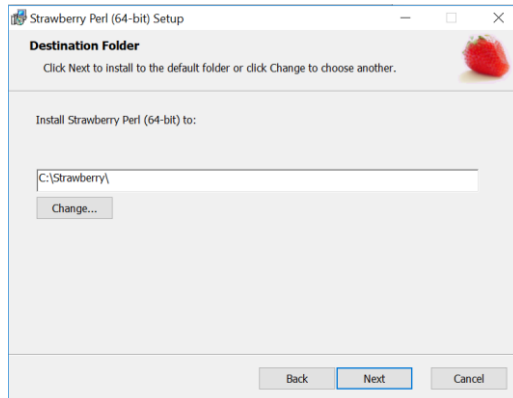 Strawberry Perl (64-bit) Setup
Destination Folder
Click Next to install to the default folder or click Change to choose another.
Install Strawberry Perl (64-bit) to:
C:\Strawberry\
Change...
Back Next Cancel